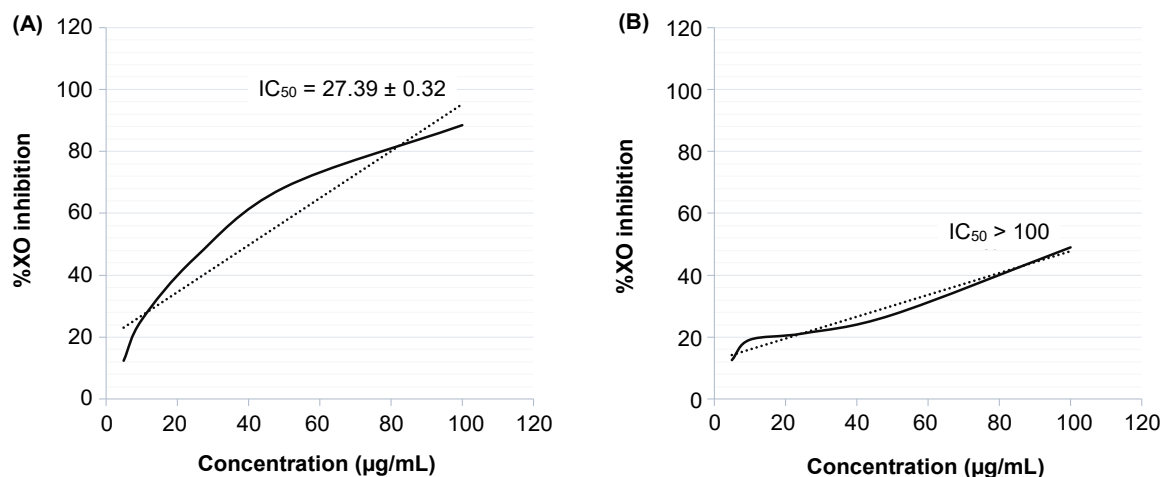 (A)
120
100
80
60
40
20
0
%XO inhibition
IC₅₀ = 27.39 ± 0.32
0 20 40 60 80 100 120
Concentration (µg/mL)
(B)
120
100
80
60
40
20
0
%XO inhibition
IC₅₀ > 100
0 20 40 60 80 100 120
Concentration (µg/mL)